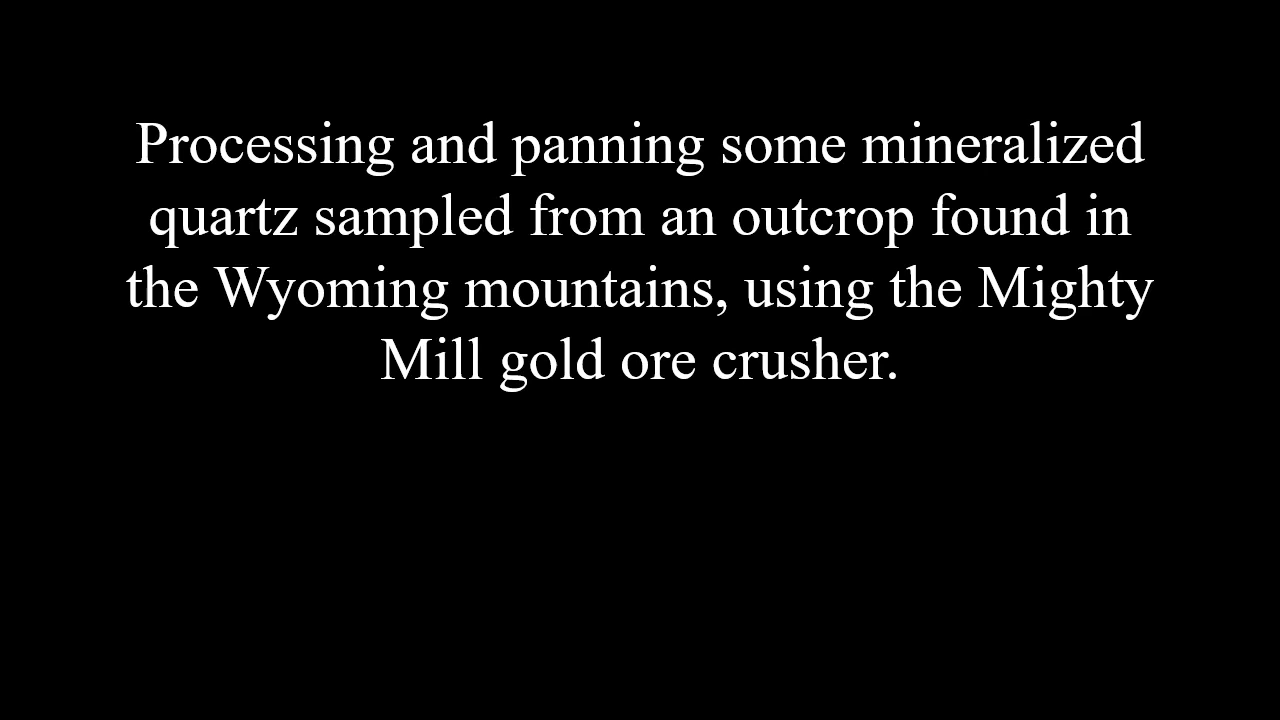 Processing and panning some mineralized
quartz sampled from an outcrop found in
the Wyoming mountains, using the Mighty
Mill gold ore crusher.